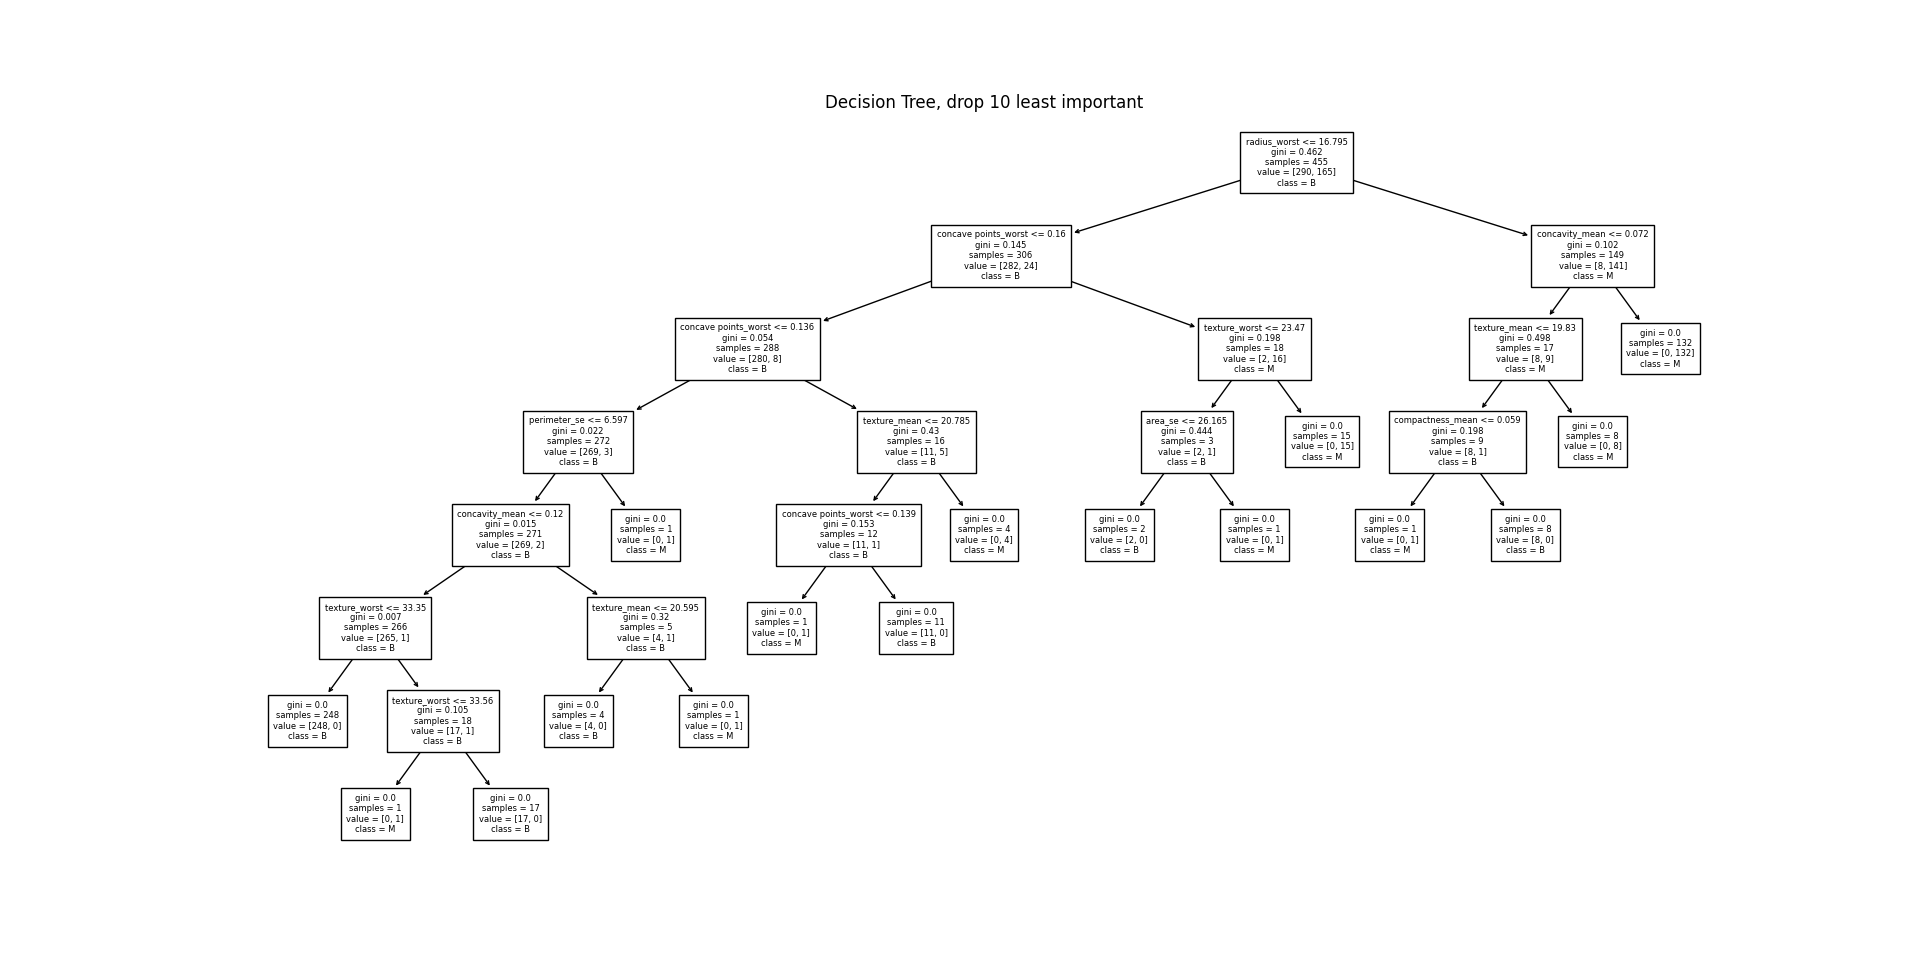 Decision Tree, drop 10 least important
radius_worst <= 16.795
gini = 0.462
samples = 455
value = [290, 165]
class = B
concave points_worst <= 0.16
gini = 0.145
samples = 306
value = [282, 24]
class = B
concavity_mean <= 0.072
gini = 0.102
samples = 149
value = [8, 141]
class = M
concave points_worst <= 0.136
gini = 0.054
samples = 288
value = [280, 8]
class = B
texture_worst <= 23.47
gini = 0.198
samples = 18
value = [2, 16]
class = M
texture_mean <= 19.83
gini = 0.498
samples = 17
value = [8, 9]
class = M
gini = 0.0
samples = 132
value = [0, 132]
class = M
perimeter_se <= 6.597
gini = 0.022
samples = 272
value = [269, 3]
class = B
texture_mean <= 20.785
gini = 0.43
samples = 16
value = [11, 5]
class = B
area_se <= 26.165
gini = 0.444
samples = 3
value = [2, 1]
class = B
gini = 0.0
samples = 15
value = [0, 15]
class = M
compactness_mean <= 0.059
gini = 0.198
samples = 9
value = [8, 1]
class = B
gini = 0.0
samples = 8
value = [0, 8]
class = M
concavity_mean <= 0.12
gini = 0.015
samples = 271
value = [269, 2]
class = B
gini = 0.0
samples = 1
value = [0, 1]
class = M
concave points_worst <= 0.139
gini = 0.153
samples = 12
value = [11, 1]
class = B
gini = 0.0
samples = 4
value = [0, 4]
class = M
gini = 0.0
samples = 2
value = [2, 0]
class = B
gini = 0.0
samples = 1
value = [0, 1]
class = M
gini = 0.0
samples = 1
value = [0, 1]
class = M
gini = 0.0
samples = 8
value = [8, 0]
class = B
texture_worst <= 33.35
gini = 0.007
samples = 266
value = [265, 1]
class = B
texture_mean <= 20.595
gini = 0.32
samples = 5
value = [4, 1]
class = B
gini = 0.0
samples = 1
value = [0, 1]
class = M
gini = 0.0
samples = 11
value = [11, 0]
class = B
gini = 0.0
samples = 248
value = [248, 0]
class = B
texture_worst <= 33.56
gini = 0.105
samples = 18
value = [17, 1]
class = B
gini = 0.0
samples = 4
value = [4, 0]
class = B
gini = 0.0
samples = 1
value = [0, 1]
class = M
gini = 0.0
samples = 1
value = [0, 1]
class = M
gini = 0.0
samples = 17
value = [17, 0]
class = B